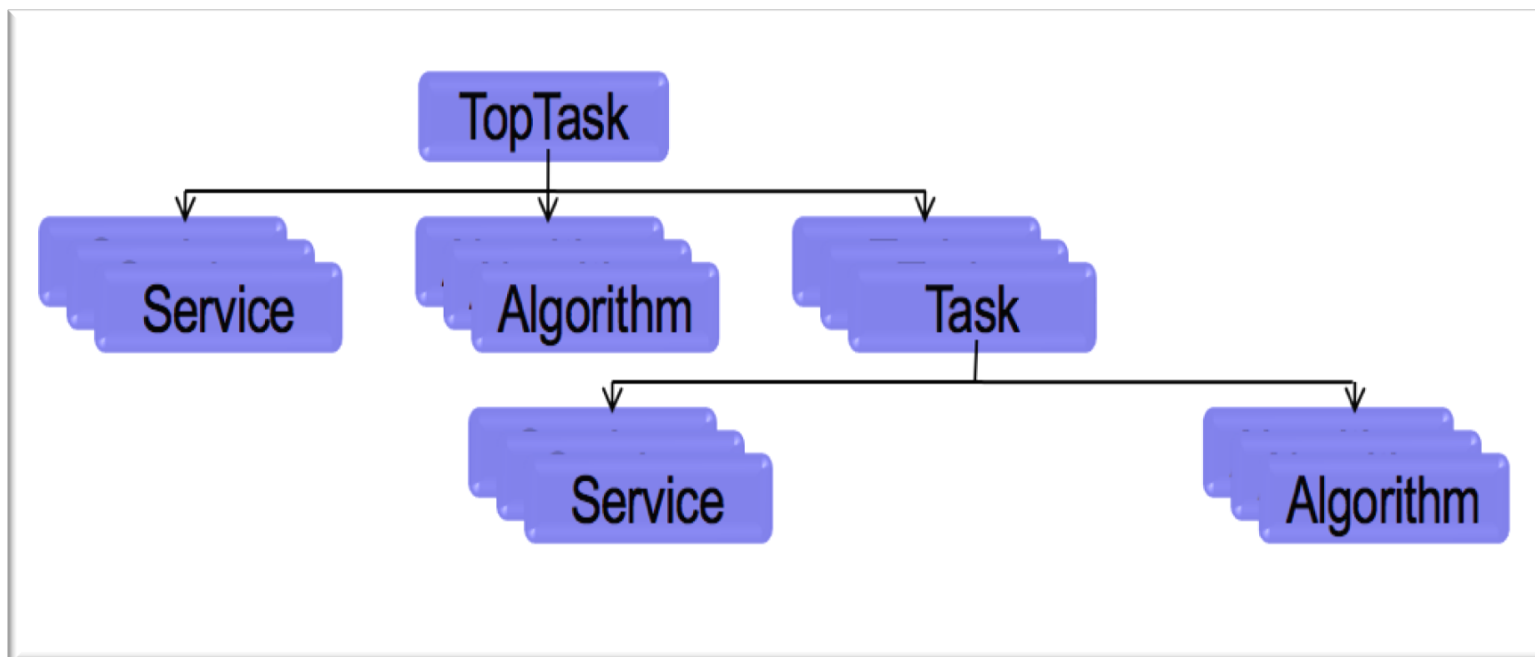 TopTask
Service
Algorithm
Task
Service
Algorithm